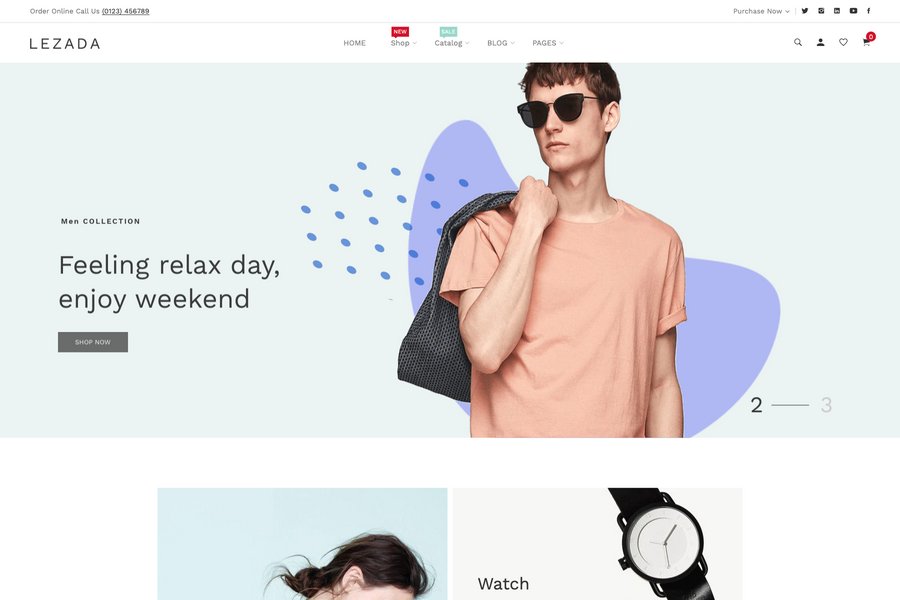 Order Online Call Us (0123) 456789
Purchase Now
LEZADA
HOME
NEW
Shop
SALE
Catalog
BLOG
PAGES
0
Men COLLECTION
Feeling relax day,
enjoy weekend
SHOP NOW
2
3
Watch